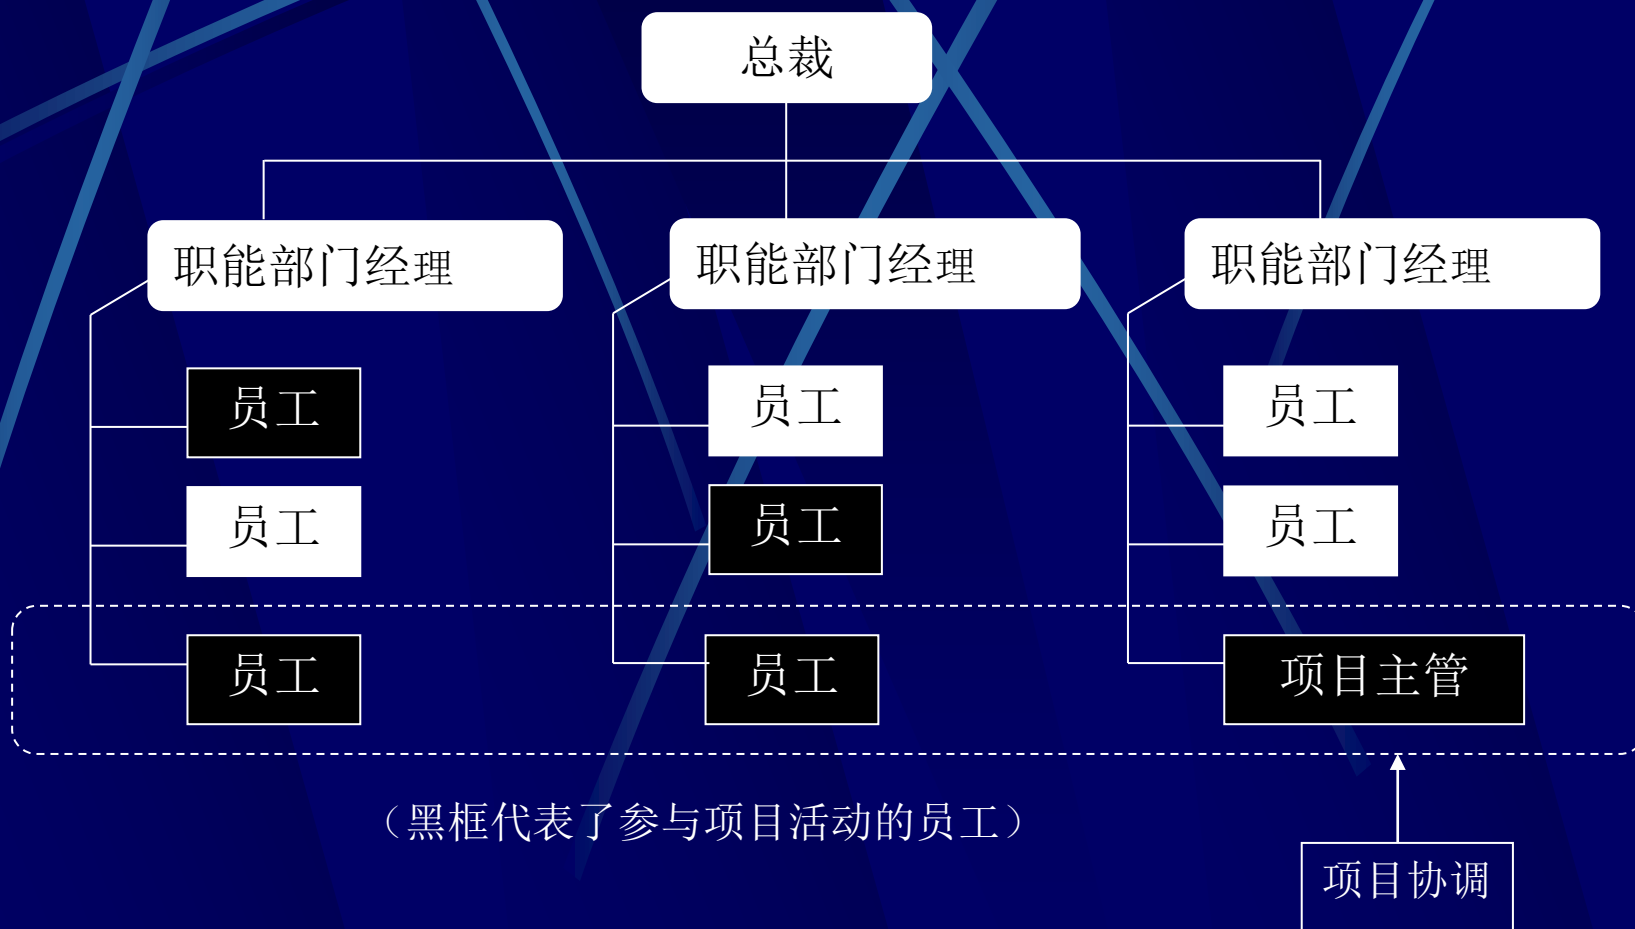 总裁
职能部门经理
职能部门经理
职能部门经理
员工
员工
员工
员工
员工
员工
员工
员工
项目主管
（黑框代表了参与项目活动的员工）
项目协调